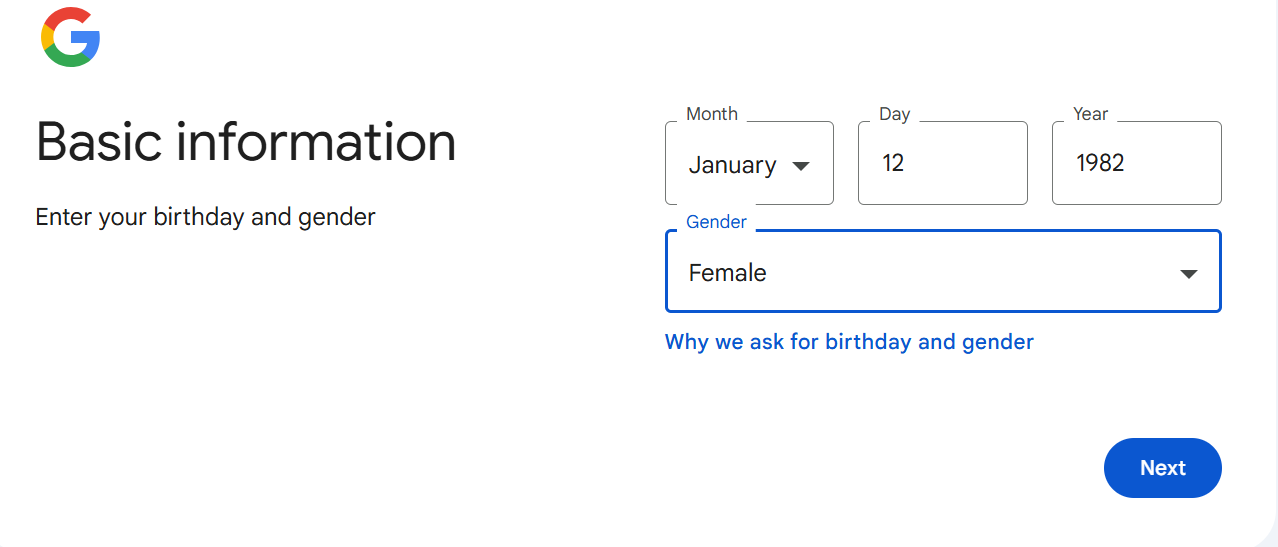 Basic information
Enter your birthday and gender
Month Day Year
January 12 1982
Gender
Female
Why we ask for birthday and gender
Next